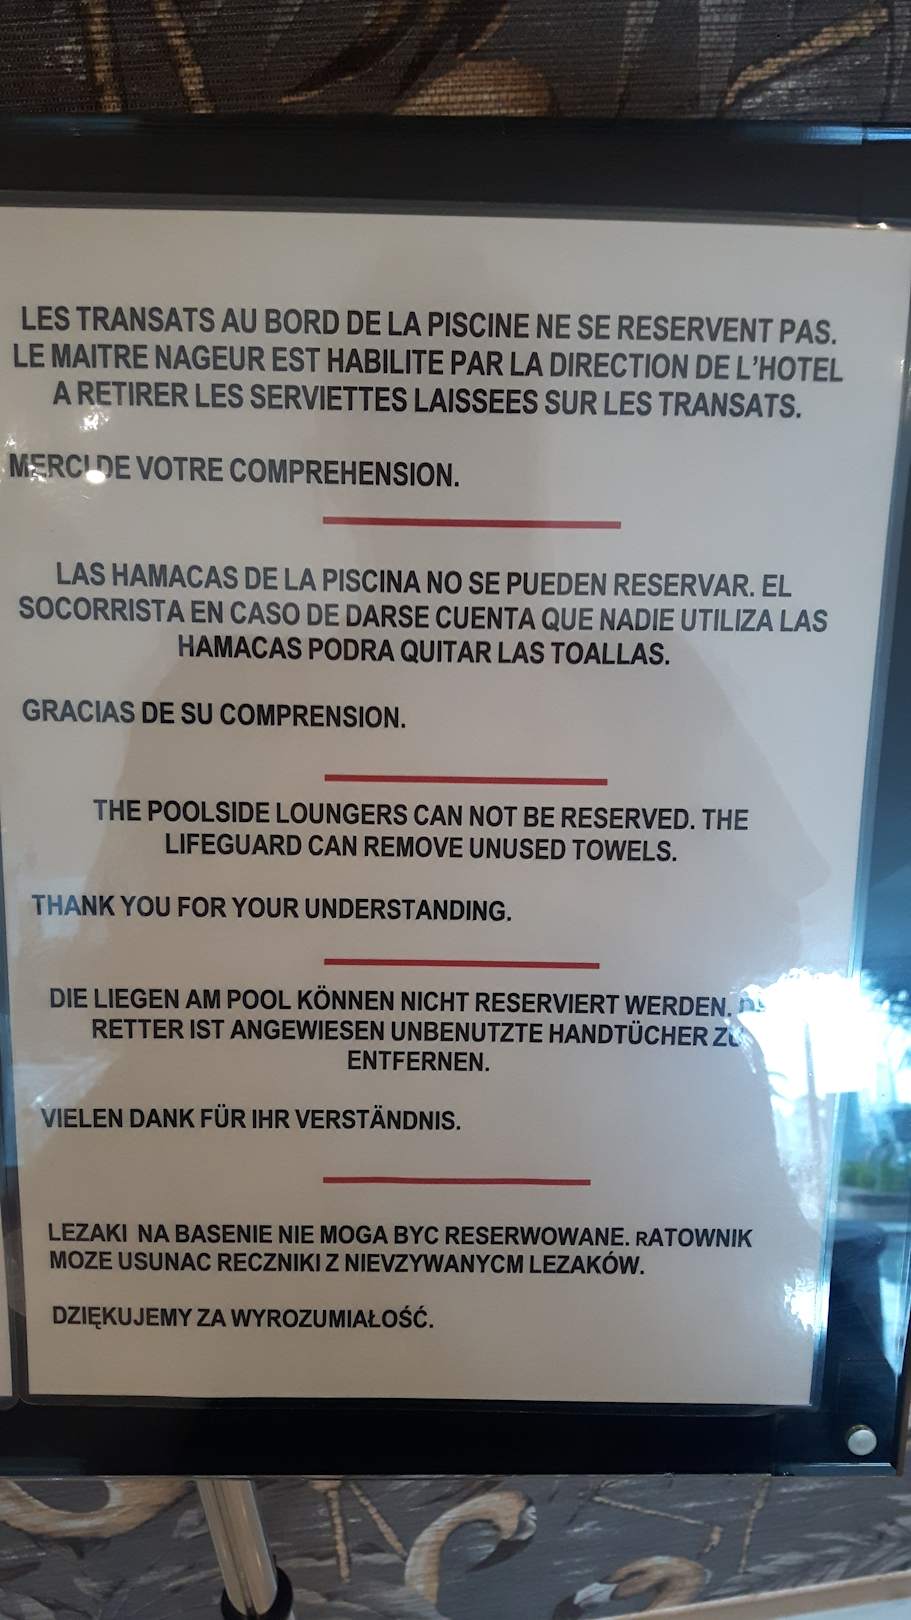 LES TRANSATS AU BORD DE LA PISCINE NE SE RESERVENT PAS.
LE MAITRE NAGEUR EST HABILITE PAR LA DIRECTION DE L'HOTEL
A RETIRER LES SERVIETTES LAISSEES SUR LES TRANSATS.
MERCI DE VOTRE COMPREHENSION.
LAS HAMACAS DE LA PISCINA NO SE PUEDEN RESERVAR. EL
SOCORRISTA EN CASO DE DARSE CUENTA QUE NADIE UTILIZA LAS
HAMACAS PODRA QUITAR LAS TOALLAS.
GRACIAS DE SU COMPRENSION.
THE POOLSIDE LOUNGERS CAN NOT BE RESERVED. THE
LIFEGUARD CAN REMOVE UNUSED TOWELS.
THANK YOU FOR YOUR UNDERSTANDING.
DIE LIEGEN AM POOL KÖNNEN NICHT RESERVIERT WERDEN.
RETTER IST ANGEWIESEN UNBENUTZTE HANDTÜCHER ZU
ENTFERNEN.
VIELEN DANK FÜR IHR VERSTÄNDNIS.
LEZAKI NA BASENIE NIE MOGA BYC RESERWOWANE. RATOWNIK
MOZE USUNAC RECZNIKI Z NIEVZYWANYCM LEZAKÓW.
DZIĘKUJEMY ZA WYROZUMIAŁOŚĆ.